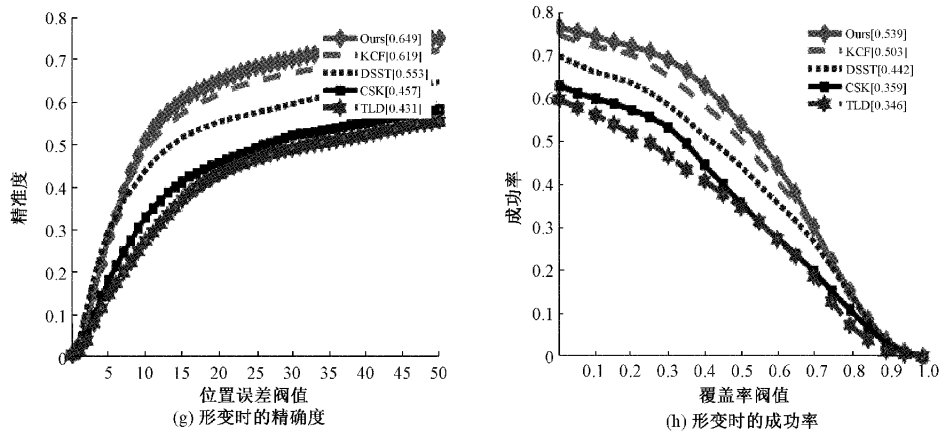 0.8
0.7
0.6
0.5
0.4
0.3
0.2
0.1
0
精准度
Ours[0.649]
KCF[0.619]
DSST[0.553]
CSK[0.457]
TLD[0.431]
5 10 15 20 25 30 35 40 45 50
位置误差阀值
(g) 形变时的精确度
0.8
0.7
0.6
0.5
0.4
0.3
0.2
0.1
0
成功率
Ours[0.539]
KCF[0.503]
DSST[0.442]
CSK[0.359]
TLD[0.346]
0.1 0.2 0.3 0.4 0.5 0.6 0.7 0.8 0.9 1.0
覆盖率阀值
(h) 形变时的成功率